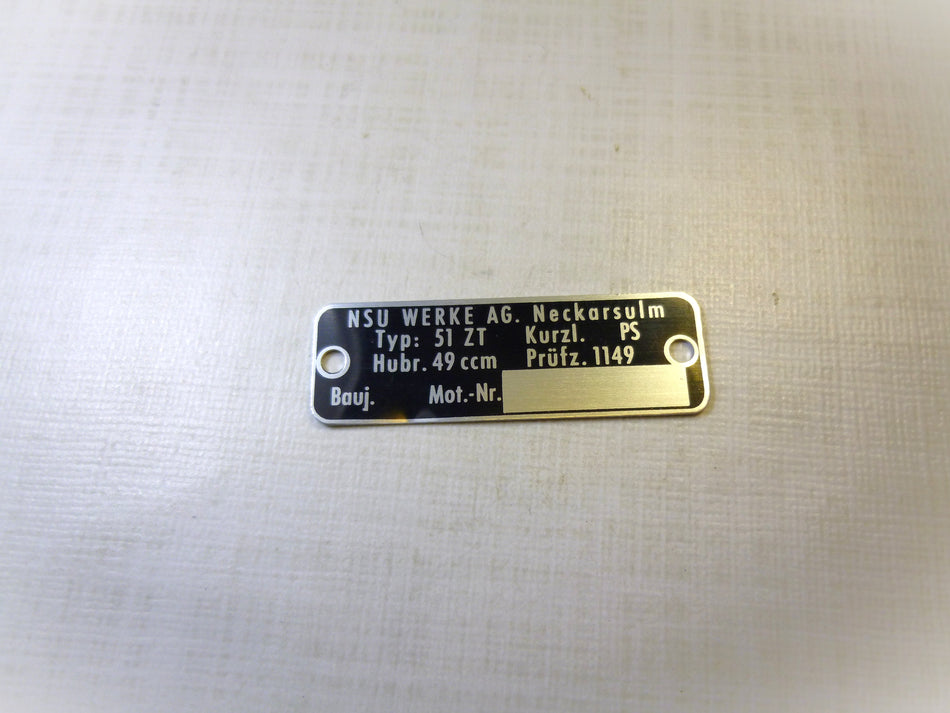 NSU WERKE AG. Neckarsulm
Typ: 51 ZT Kurzl. PS
Hubr. 49 ccm Prüfz. 1149
Bauj. Mot.-Nr.